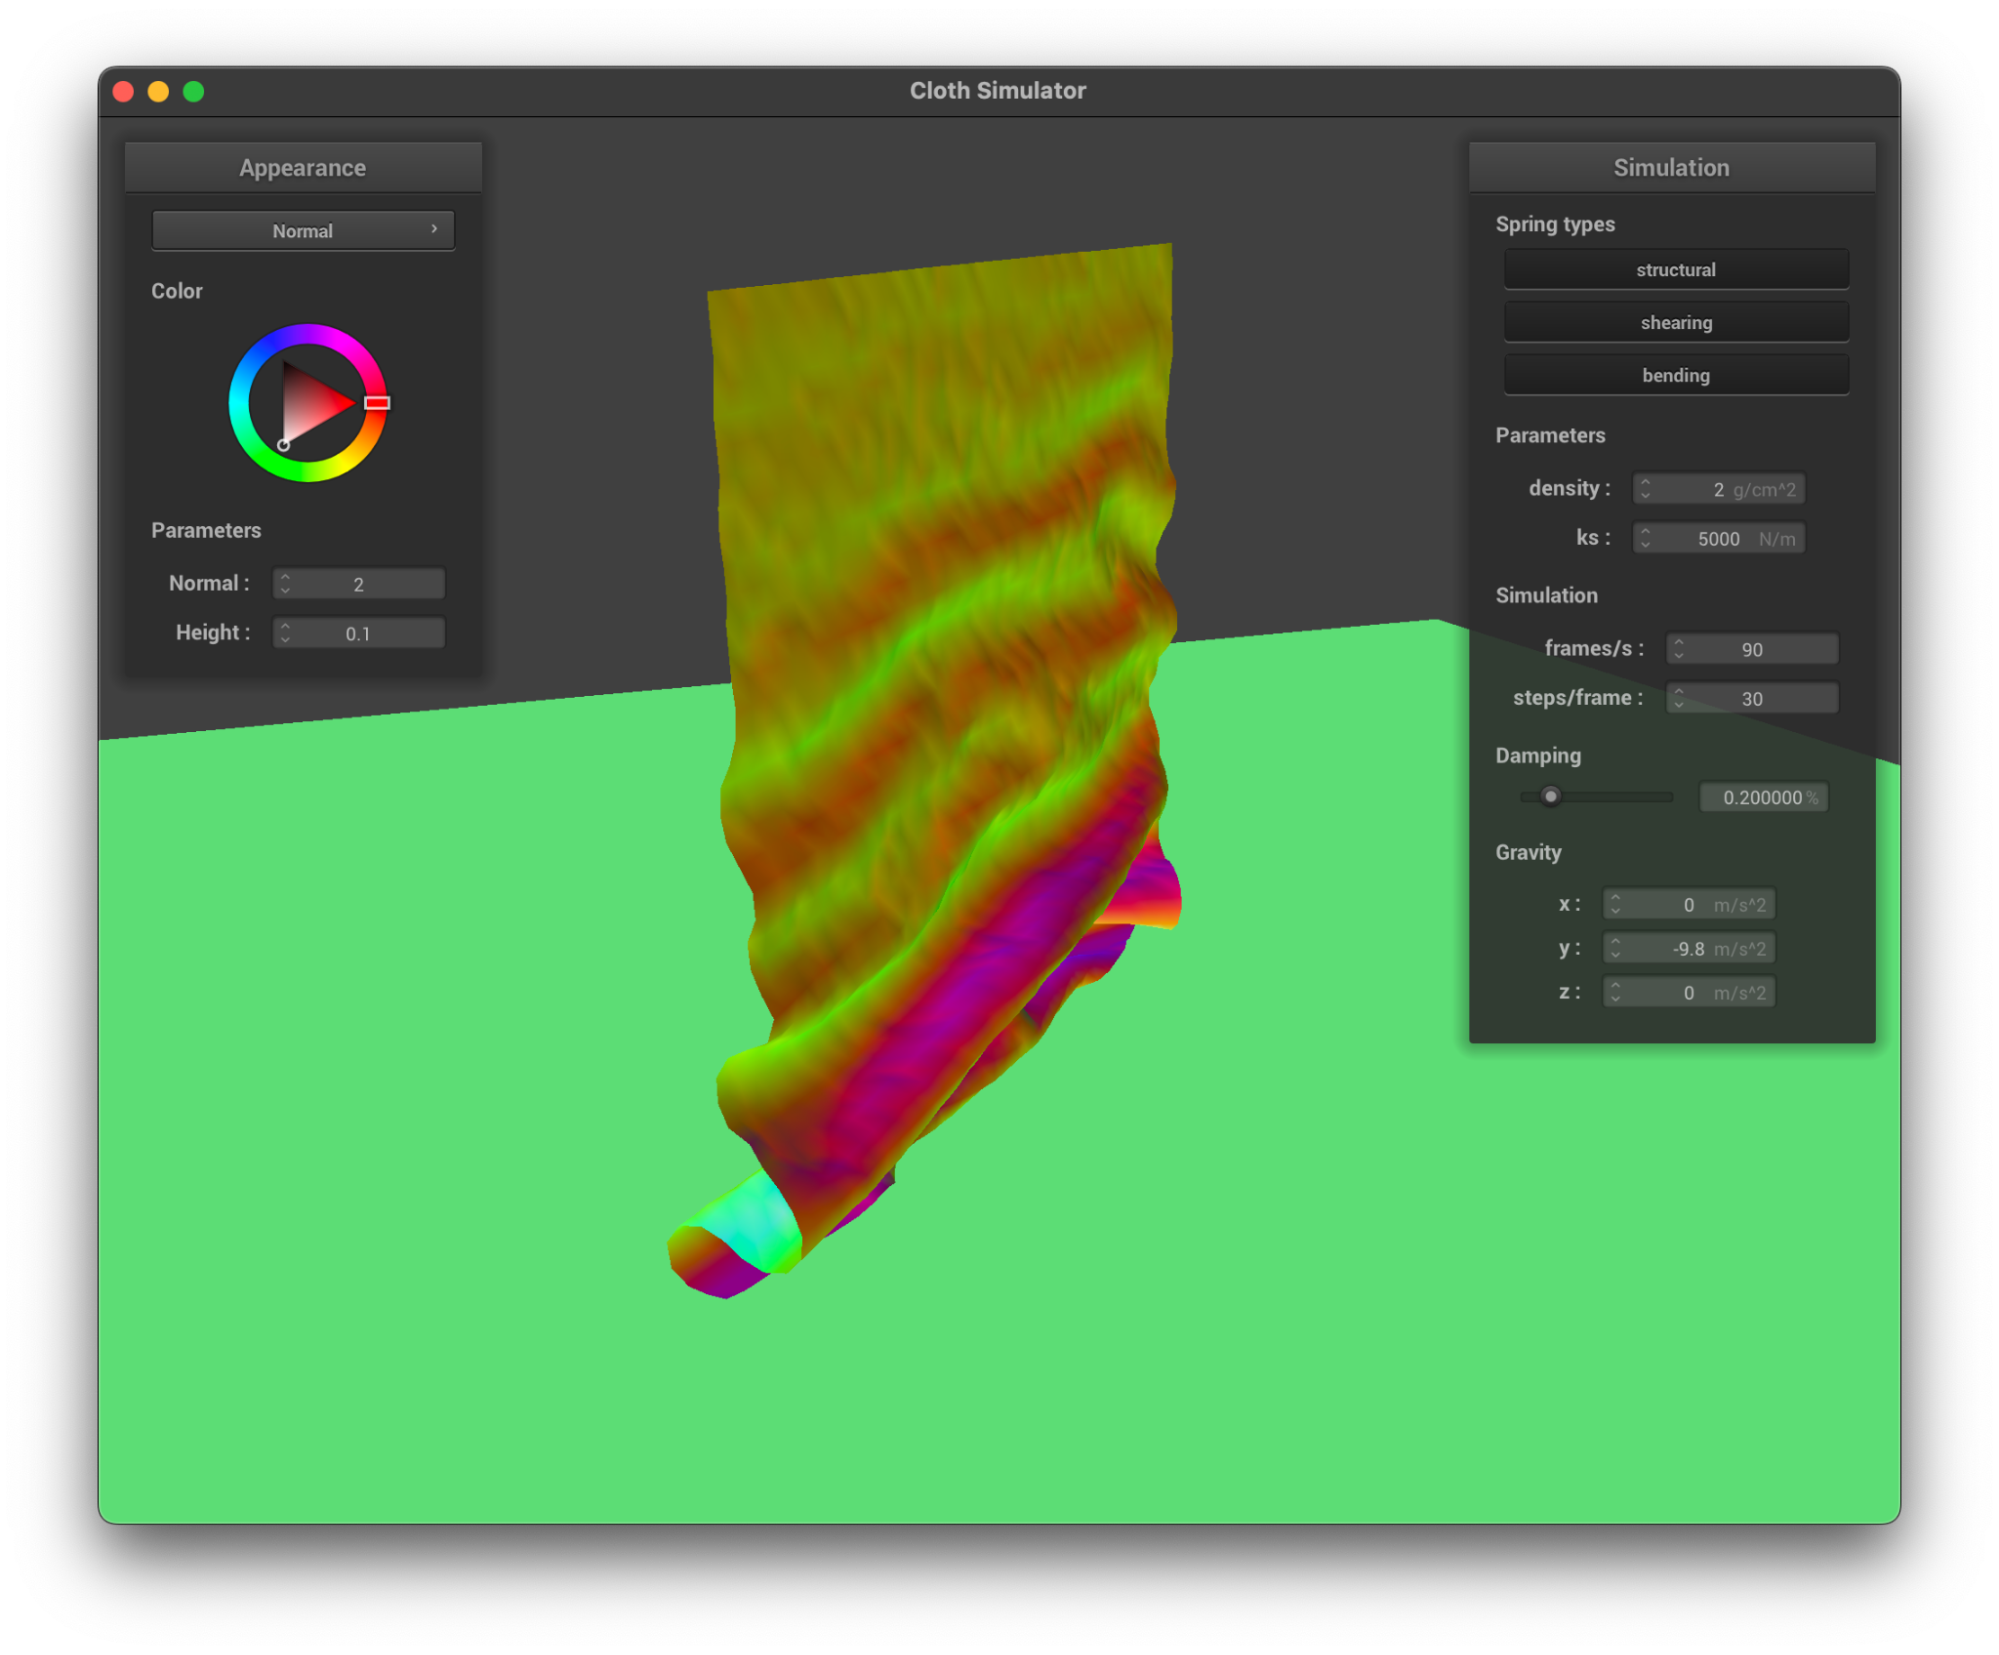 Cloth Simulator
Appearance
Normal
Color
Parameters
Normal : 2
Height : 0.1
Simulation
Spring types
structural
shearing
bending
Parameters
density : 2 g/cm^2
ks : 5000 N/m
Simulation
frames/s : 90
steps/frame : 30
Damping
0.200000 %
Gravity
x : 0 m/s^2
y : -9.8 m/s^2
z : 0 m/s^2